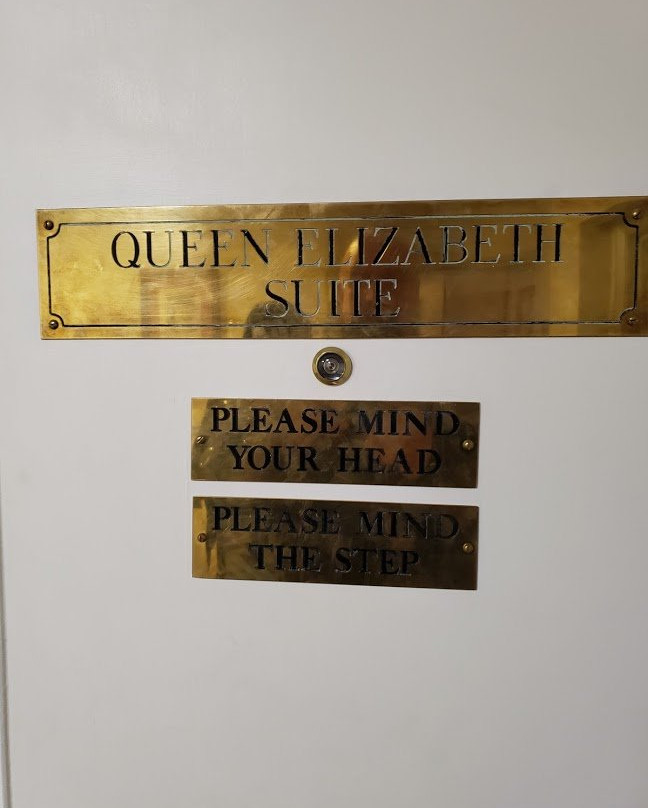 QUEEN ELIZABETH
SUITE
PLEASE MIND
YOUR HEAD
PLEASE MIND
THE STEP